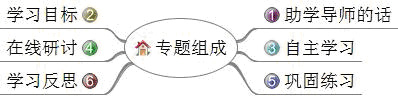 学习目标 2
在线研讨 4
学习反思 6
专题组成
1 助学导师的话
3 自主学习
5 巩固练习